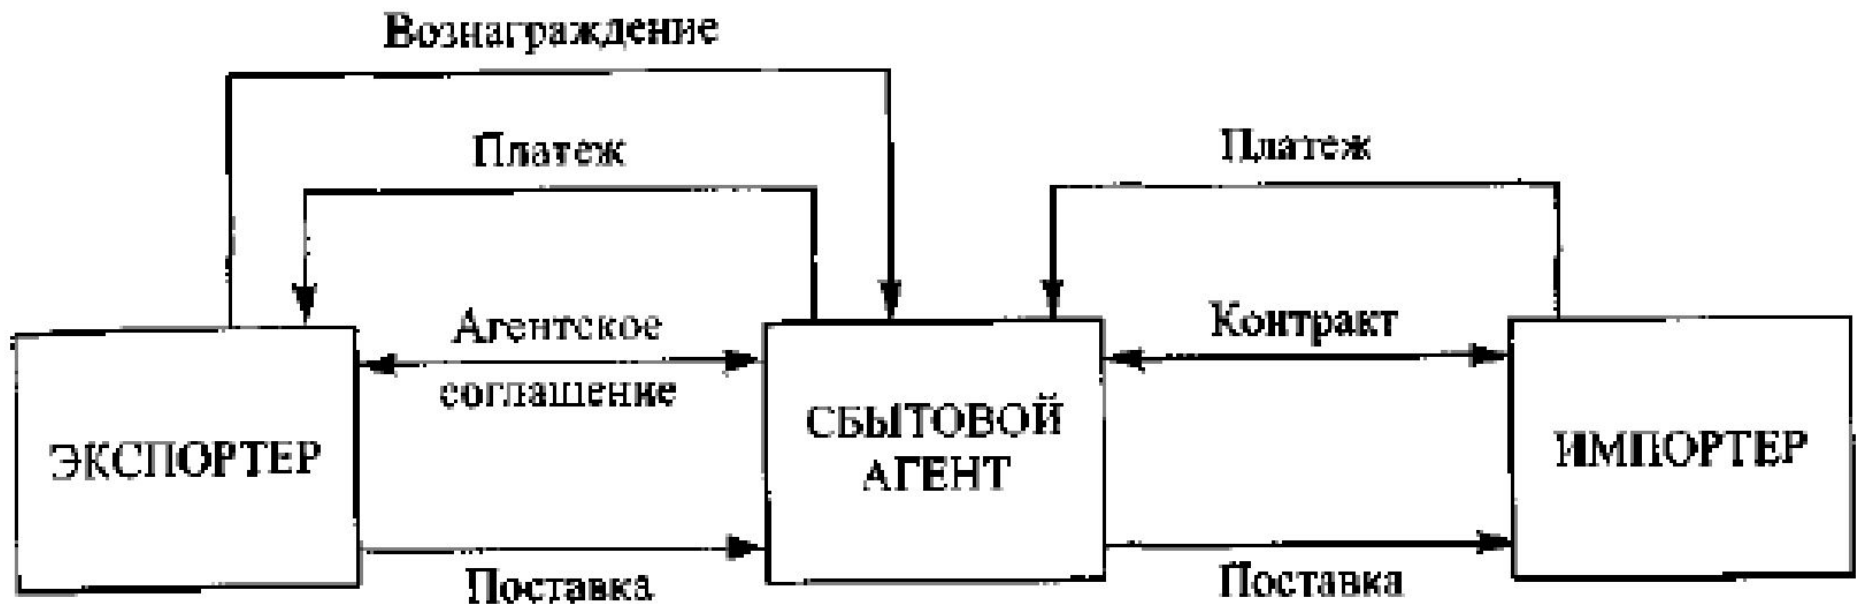 Вознаграждение
Платеж
Платеж
Агентское
соглашение
Контракт
ЭКСПОРТЕР
СБЫТОВОЙ
АГЕНТ
ИМПОРТЕР
Поставка
Поставка